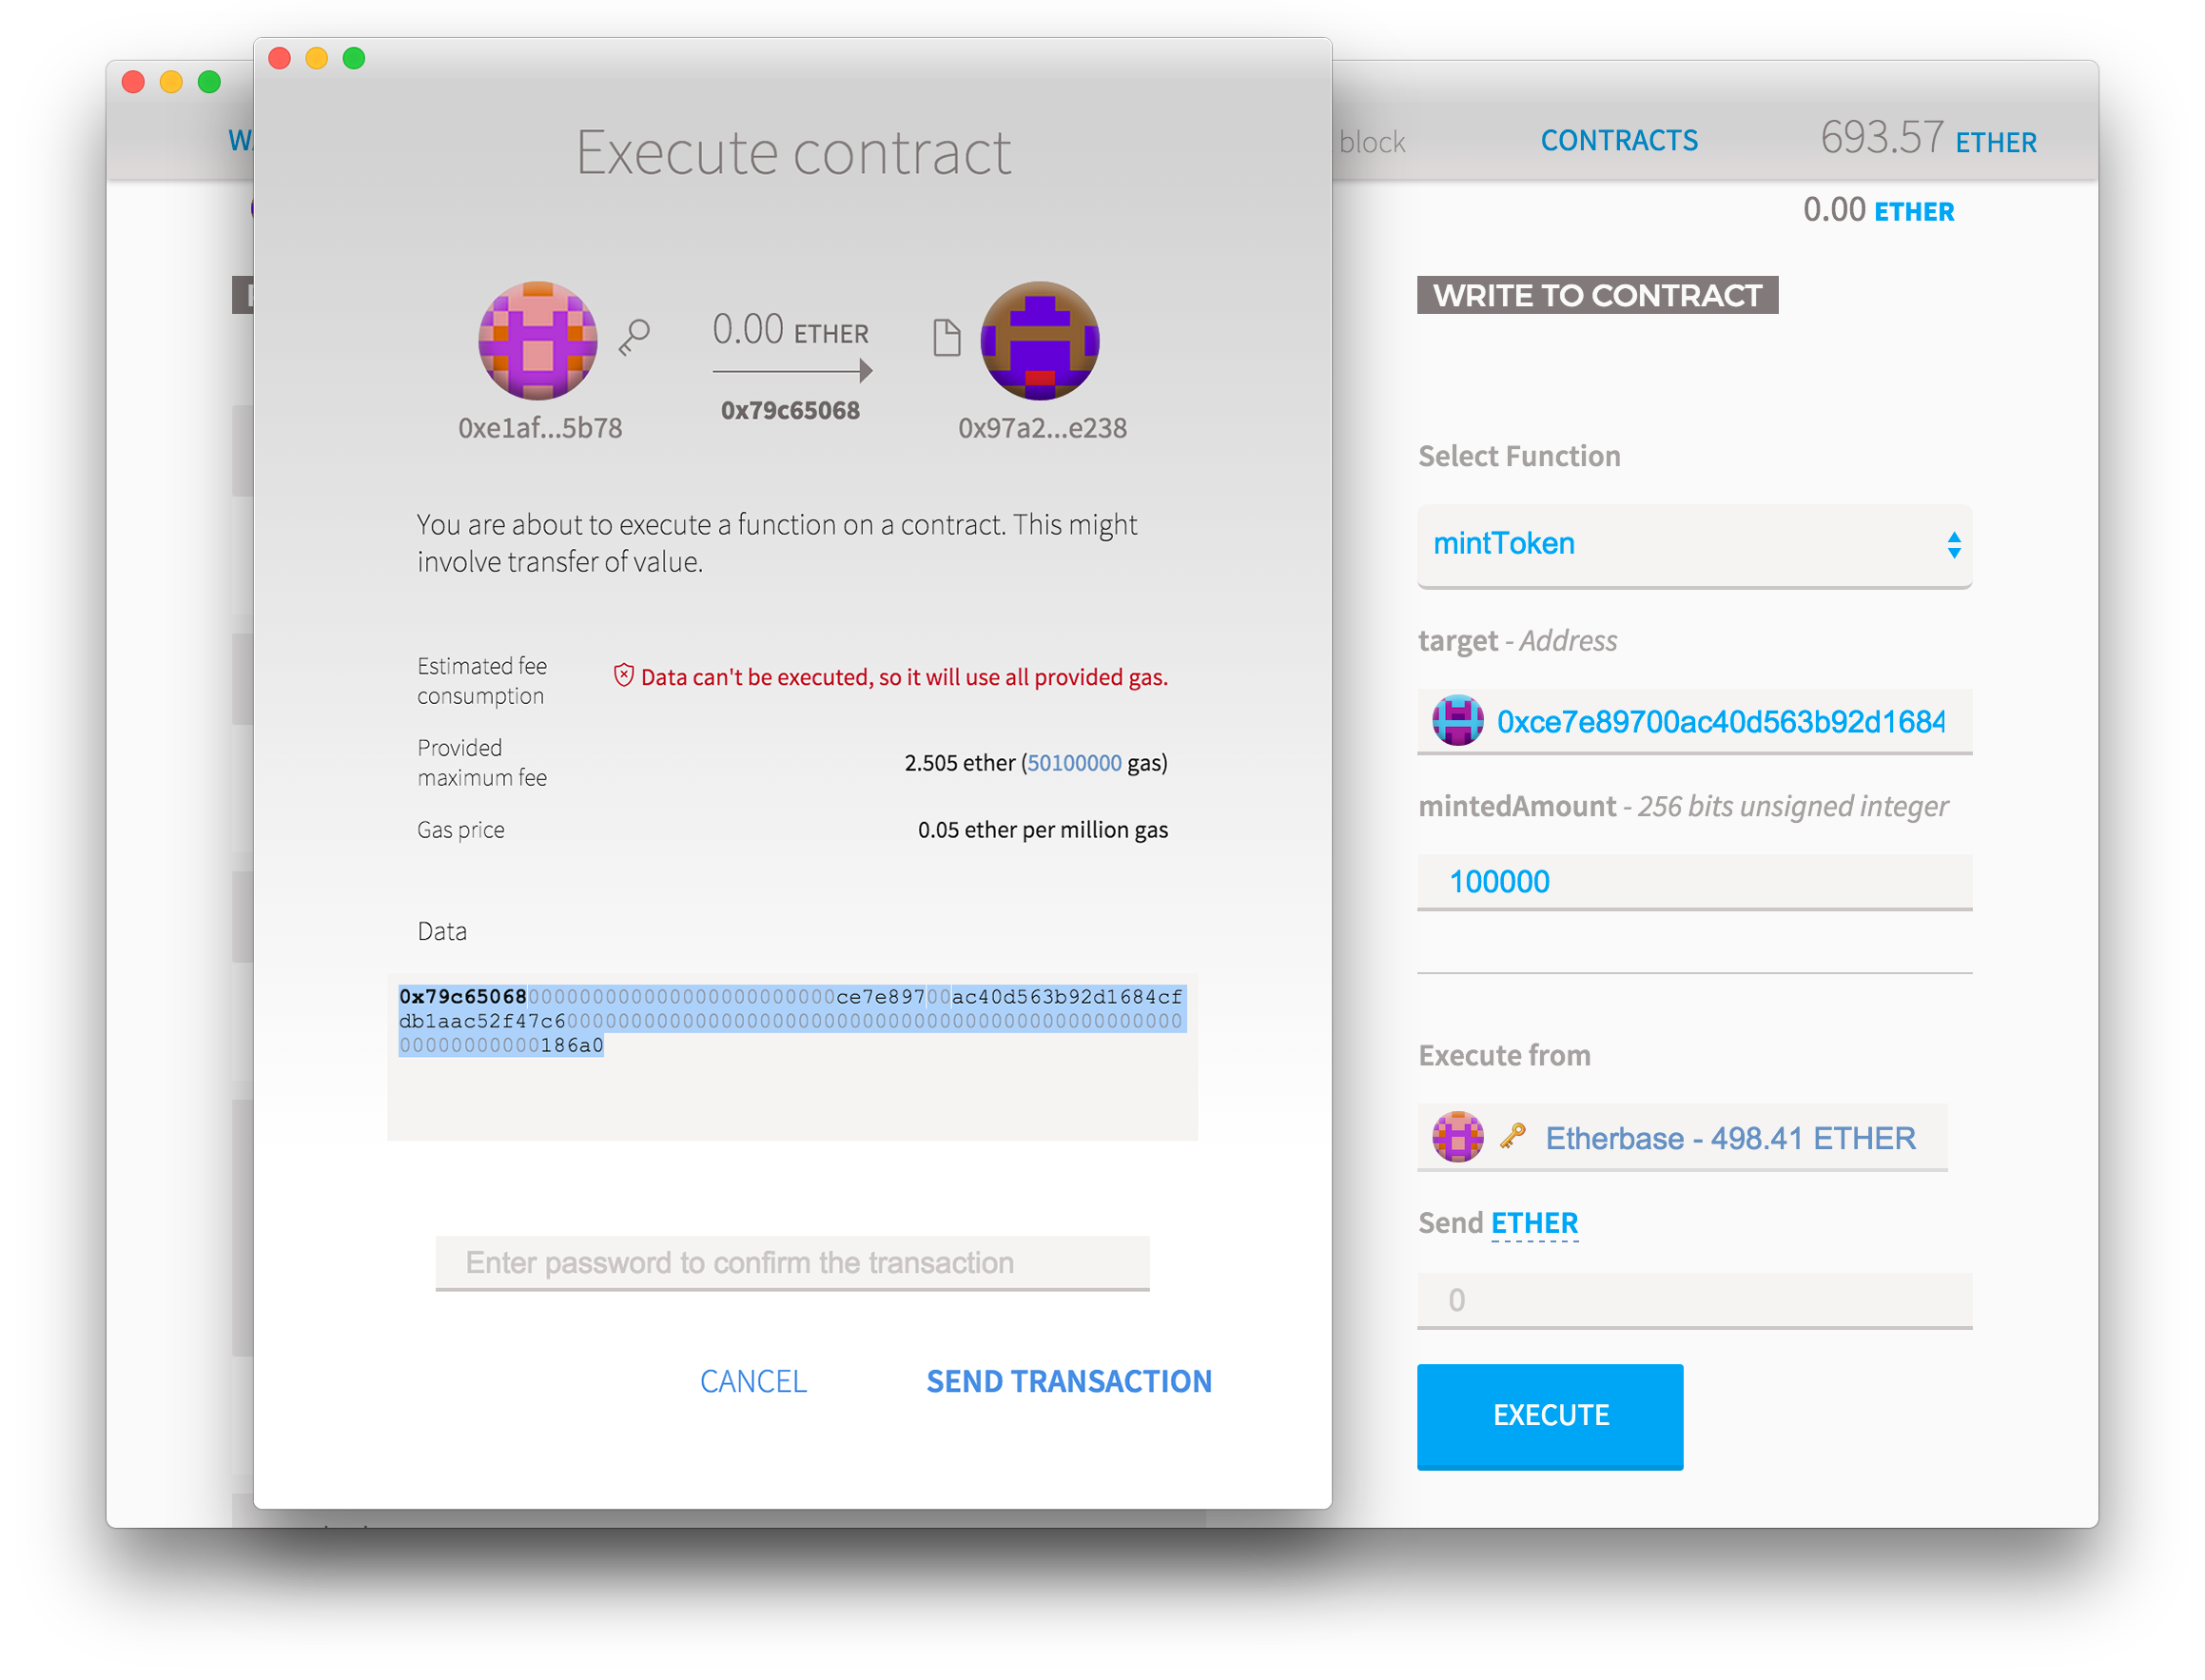 Execute contract
0.00 ETHER
0x79c65068
0xe1af...5b78
0x97a2...e238
You are about to execute a function on a contract. This might
involve transfer of value.
Estimated fee
consumption
Data can't be executed, so it will use all provided gas.
Provided
maximum fee
2.505 ether (50100000 gas)
Gas price
0.05 ether per million gas
Data
0x79c65068000000000000000000000000ce7e89700ac40d563b92d1684cf
db1aac52f47c6000000000000000000000000000000000000000000000000
00000000000186a0
Enter password to confirm the transaction
CANCEL
SEND TRANSACTION
block
CONTRACTS
693.57 ETHER
0.00 ETHER
WRITE TO CONTRACT
Select Function
mintToken
target - Address
0xce7e89700ac40d563b92d1684
mintedAmount - 256 bits unsigned integer
100000
Execute from
Etherbase - 498.41 ETHER
Send ETHER
0
EXECUTE